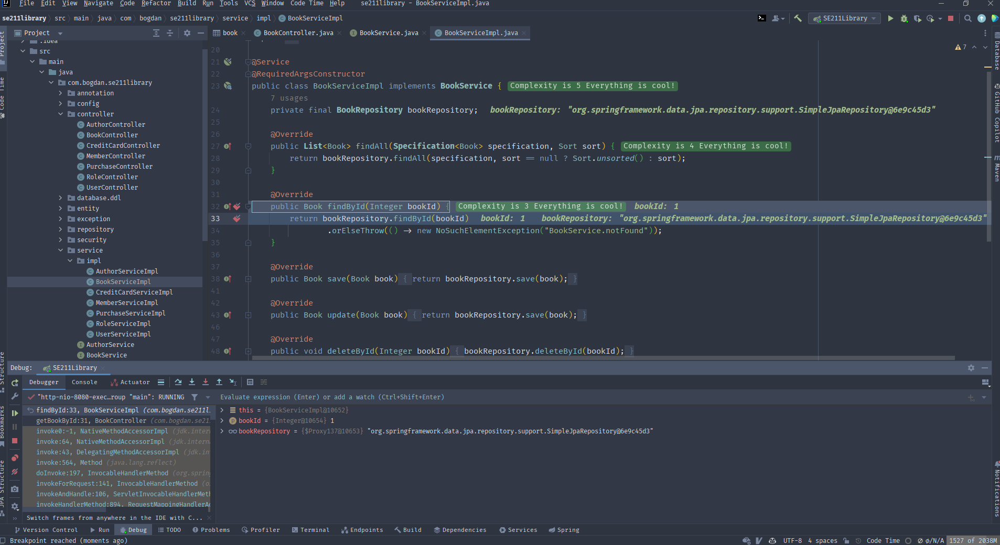 File Edit View Navigate Code Refactor Build Run Tools VCS Window Code Time Help se211library - BookServiceImpl.java
se211library src main java com bogdan se211library service impl BookServiceImpl SE211Library
Project
book BookController.java BookService.java BookServiceImpl.java
.idea
src
main
java
com.bogdan.se211library
annotation
config
controller
AuthorController
BookController
CreditCardController
MemberController
PurchaseController
RoleController
UserController
database.ddl
entity
exception
repository
security
service
impl
AuthorServiceImpl
BookServiceImpl
CreditCardServiceImpl
MemberServiceImpl
PurchaseServiceImpl
RoleServiceImpl
UserServiceImpl
AuthorService
BookService
7
20
21 @Service
22 @RequiredArgsConstructor
23 public class BookServiceImpl implements BookService { Complexity is 5 Everything is cool!
7 usages
24 private final BookRepository bookRepository; bookRepository: "org.springframework.data.jpa.repository.support.SimpleJpaRepository@6e9c45d3"
25
26 @Override
27 public List<Book> findAll(Specification<Book> specification, Sort sort) { Complexity is 4 Everything is cool!
28 return bookRepository.findAll(specification, sort == null ? Sort.unsorted() : sort);
29 }
30
31 @Override
32 public Book findById(Integer bookId) { Complexity is 3 Everything is cool! bookId: 1
33 return bookRepository.findById(bookId) bookId: 1 bookRepository: "org.springframework.data.jpa.repository.support.SimpleJpaRepository@6e9c45d3"
34 .orElseThrow(() -> new NoSuchElementException("BookService.notFound"));
35 }
36
37 @Override
38 public Book save(Book book) { return bookRepository.save(book); }
41
42 @Override
43 public Book update(Book book) { return bookRepository.save(book); }
46
47 @Override
48 public void deleteById(Integer bookId) { bookRepository.deleteById(bookId); }
Project
Code Time
Structure
Bookmarks
JPA Structure
Database
GitHub Copilot
Maven
Notifications
Debug: SE211Library
Debugger Console Actuator
"http-nio-8080-exec...roup "main": RUNNING
Evaluate expression (Enter) or add a watch (Ctrl+Shift+Enter)
findById:33, BookServiceImpl (com.bogdan.se211l
getBookById:31, BookController (com.bogdan.se21
invoke0:-1, NativeMethodAccessorImpl (jdk.inter
invoke:64, NativeMethodAccessorImpl (jdk.intern
invoke:43, DelegatingMethodAccessorImpl (jdk.in
invoke:564, Method (java.lang.reflect)
doInvoke:197, InvocableHandlerMethod (org.sprin
invokeForRequest:141, InvocableHandlerMethod (o
invokeAndHandle:106, ServletInvocableHandlerMet
invokeHandlerMethod:894, RequestMappingHandlerA
this = {BookServiceImpl@10652}
bookId = {Integer@10654} 1
bookRepository = {$Proxy137@10653} "org.springframework.data.jpa.repository.support.SimpleJpaRepository@6e9c45d3"
Switch frames from anywhere in the IDE with C...
Version Control Run Debug TODO Problems Profiler Terminal Endpoints Build Dependencies Services Spring
Breakpoint reached (moments ago)
UTF-8 4 spaces Code Time Ø ø/N/A 1527 of 2038M